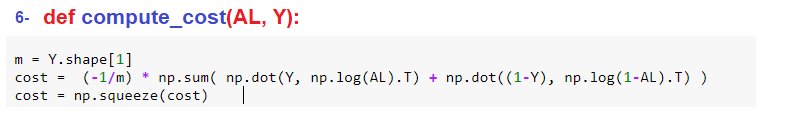 6- def compute_cost(AL, Y):
m = Y.shape[1]
cost =  (-1/m) * np.sum( np.dot(Y, np.log(AL).T) + np.dot((1-Y), np.log(1-AL).T) )
cost = np.squeeze(cost)